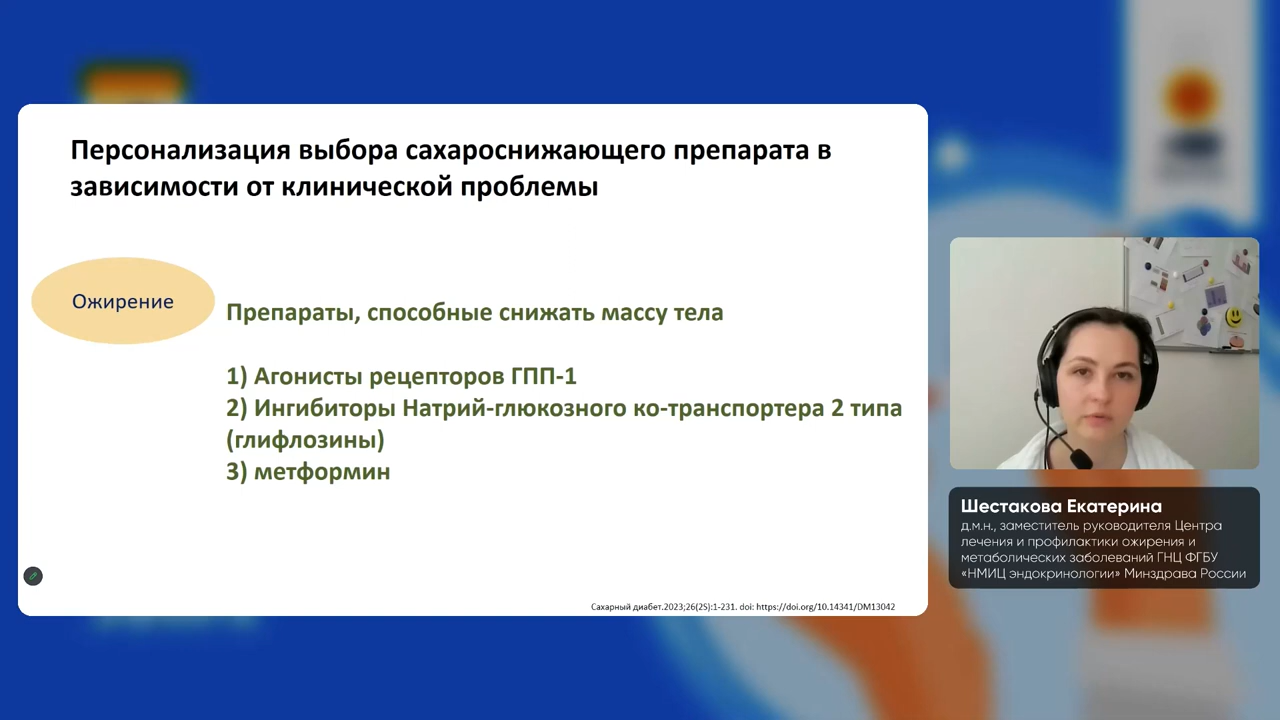 Персонализация выбора сахароснижающего препарата в
зависимости от клинической проблемы
Ожирение
Препараты, способные снижать массу тела
1) Агонисты рецепторов ГПП-1
2) Ингибиторы Натрий-глюкозного ко-транспортера 2 типа
(глифлозины)
3) метформин
Сахарный диабет.2023;26(2S):1-231. doi: https://doi.org/10.14341/DM13042
Шестакова Екатерина
д.м.н., заместитель руководителя Центра
лечения и профилактики ожирения и
метаболических заболеваний ГНЦ ФГБУ
«НМИЦ эндокринологии» Минздрава России